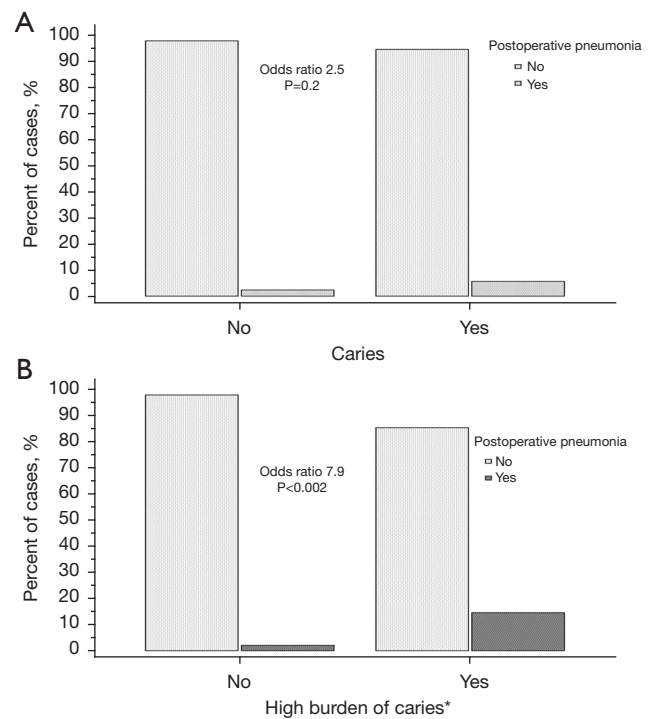 A
100
90
80
70
60
50
40
30
20
10
0
Percent of cases, %
Odds ratio 2.5
P=0.2
Postoperative pneumonia
No
Yes
No
Yes
Caries
B
100
90
80
70
60
50
40
30
20
10
0
Percent of cases, %
Odds ratio 7.9
P<0.002
Postoperative pneumonia
No
Yes
No
Yes
High burden of caries*